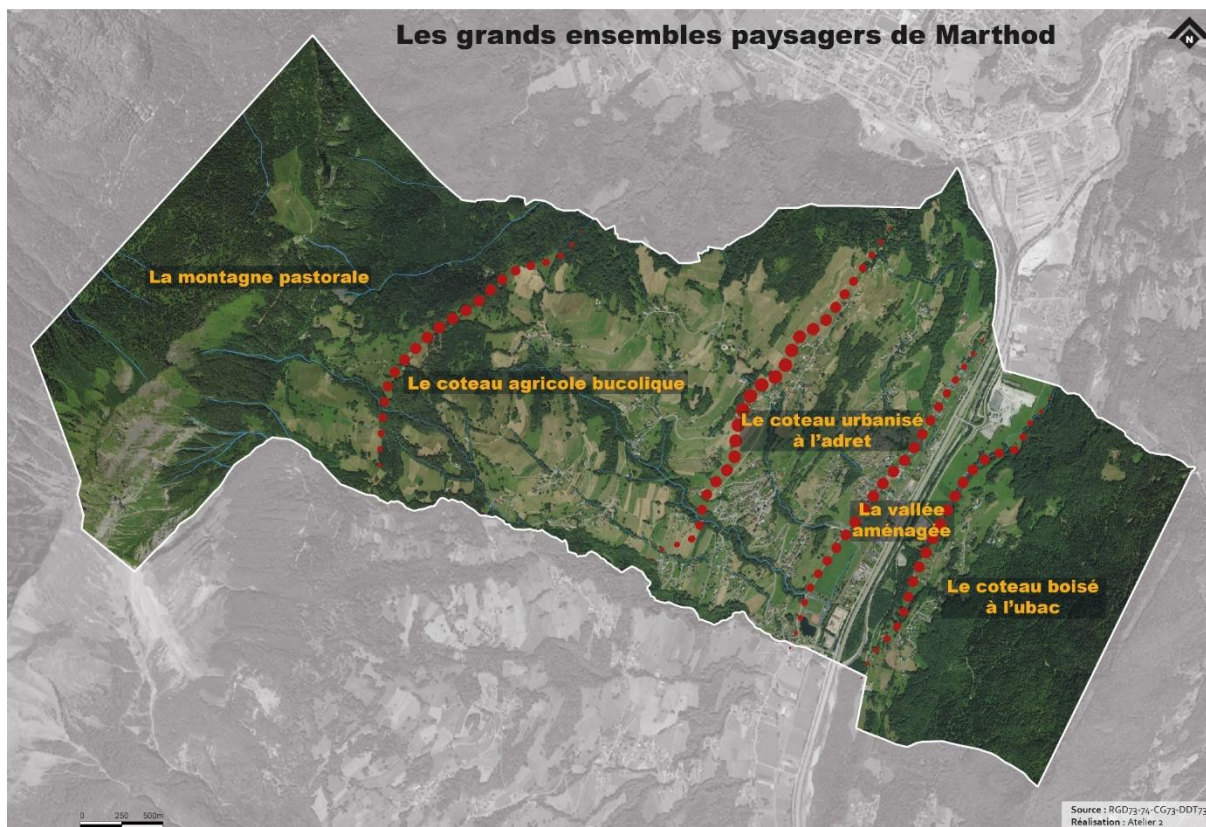 Les grands ensembles paysagers de Marthod
N
La montagne pastorale
Le coteau agricole bucolique
Le coteau urbanisé
à l'adret
La vallée
aménagée
Le coteau boisé
à l'ubac
0 250 500m
Source : RGD73-74-CG73-DDT73
Réalisation : Atelier 2